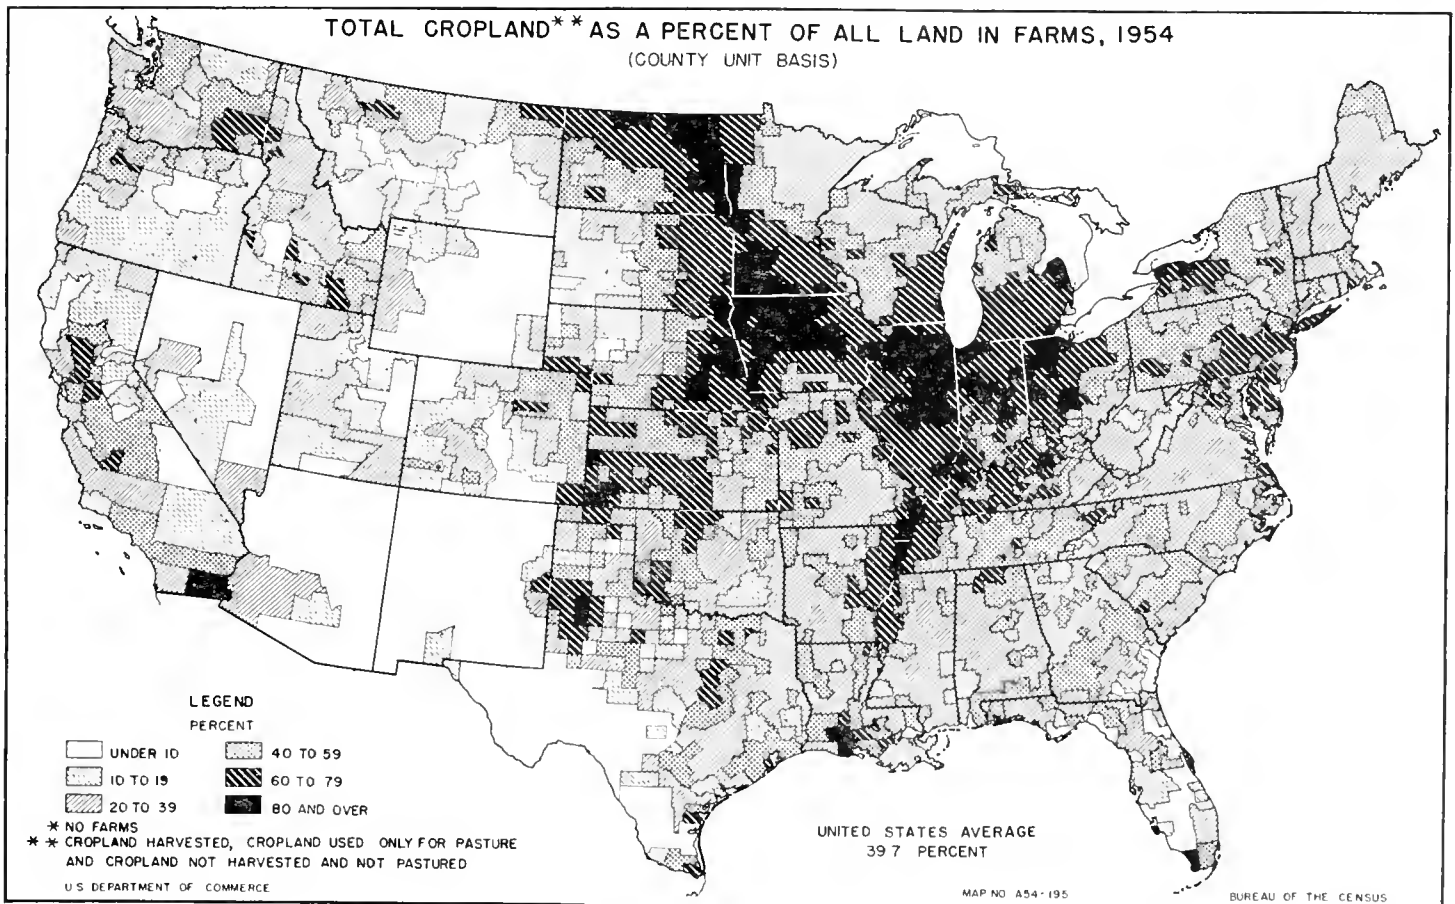 TOTAL CROPLAND** AS A PERCENT OF ALL LAND IN FARMS, 1954
(COUNTY UNIT BASIS)
LEGEND
PERCENT
UNDER 10
10 TO 19
20 TO 39
40 TO 59
60 TO 79
80 AND OVER
* NO FARMS
** CROPLAND HARVESTED, CROPLAND USED ONLY FOR PASTURE
AND CROPLAND NOT HARVESTED AND NOT PASTURED
U S DEPARTMENT OF COMMERCE
UNITED STATES AVERAGE
39 7 PERCENT
MAP NO A54-195
BUREAU OF THE CENSUS